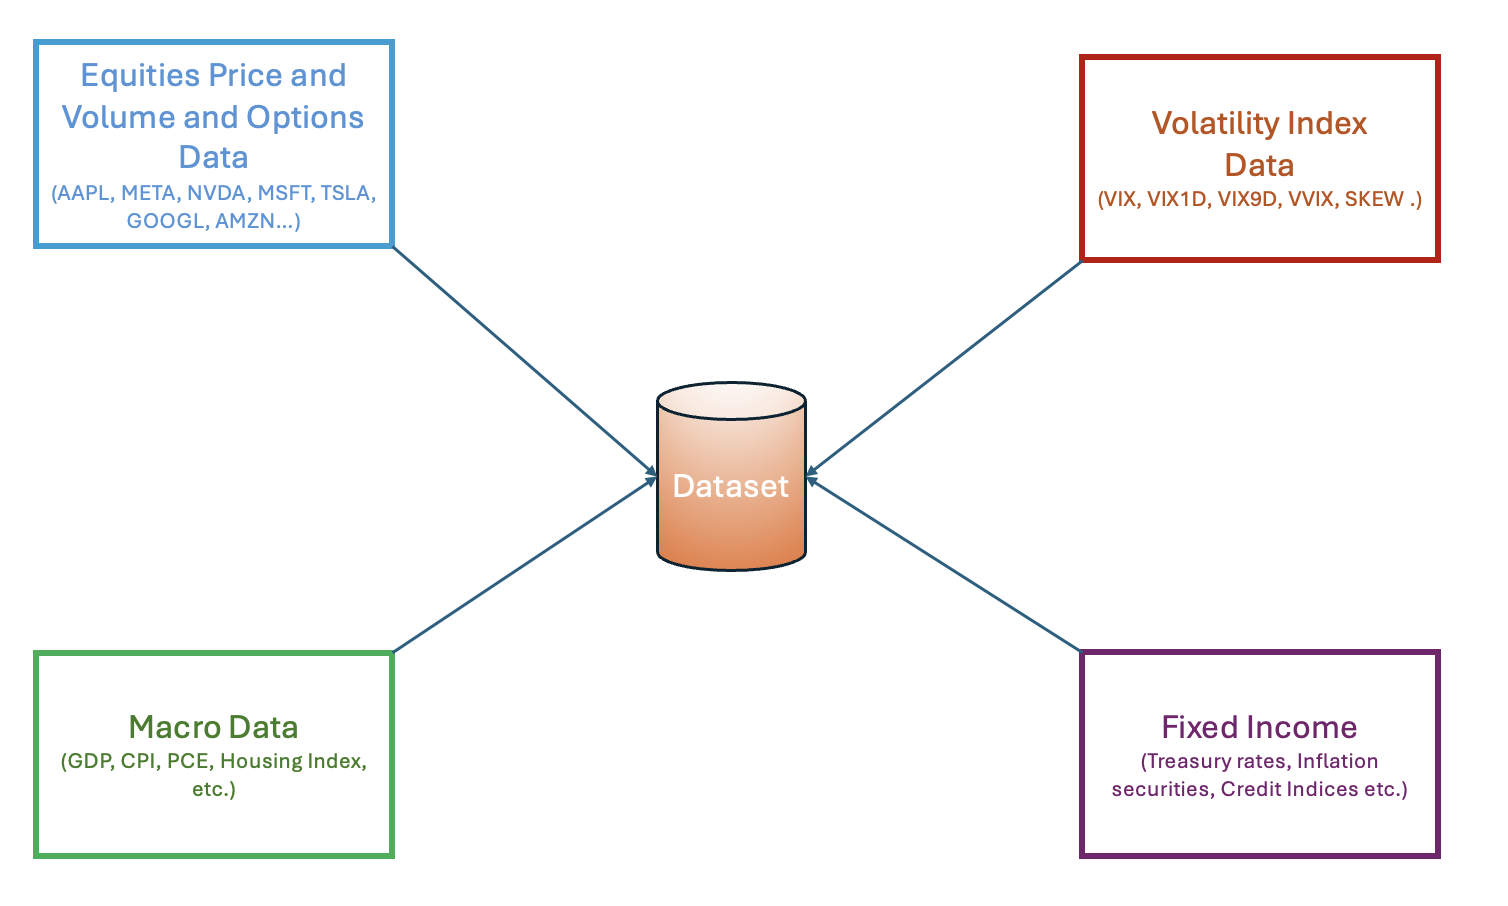 Equities Price and
Volume and Options
Data
(AAPL, META, NVDA, MSFT, TSLA,
GOOGL, AMZN...)
Volatility Index
Data
(VIX, VIX1D, VIX9D, VVIX, SKEW .)
Dataset
Macro Data
(GDP, CPI, PCE, Housing Index,
etc.)
Fixed Income
(Treasury rates, Inflation
securities, Credit Indices etc.)